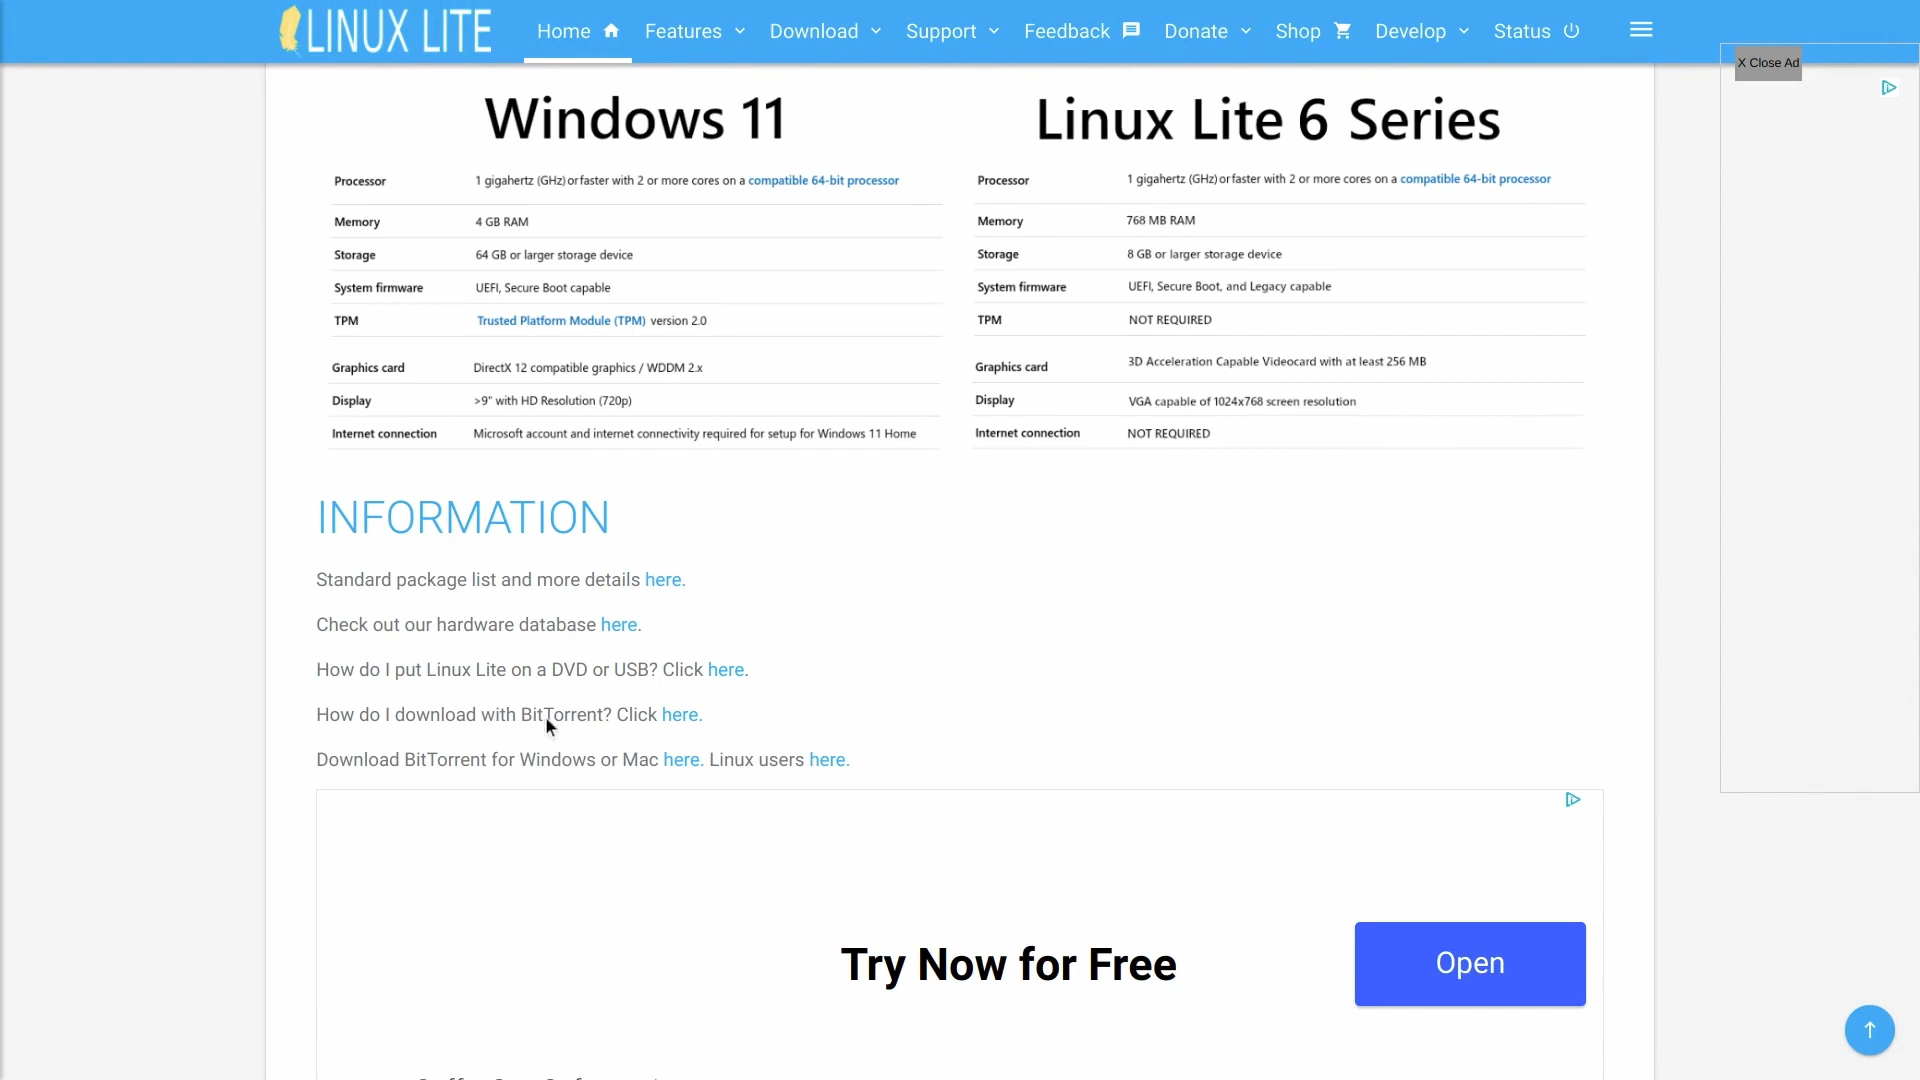 LINUX LITE Home Features Download Support Feedback Donate Shop Develop Status
X Close Ad
Windows 11
Processor 1 gigahertz (GHz) or faster with 2 or more cores on a compatible 64-bit processor
Memory 4 GB RAM
Storage 64 GB or larger storage device
System firmware UEFI, Secure Boot capable
TPM Trusted Platform Module (TPM) version 2.0
Graphics card DirectX 12 compatible graphics / WDDM 2.x
Display >9" with HD Resolution (720p)
Internet connection Microsoft account and internet connectivity required for setup for Windows 11 Home
Linux Lite 6 Series
Processor 1 gigahertz (GHz) or faster with 2 or more cores on a compatible 64-bit processor
Memory 768 MB RAM
Storage 8 GB or larger storage device
System firmware UEFI, Secure Boot, and Legacy capable
TPM NOT REQUIRED
Graphics card 3D Acceleration Capable Videocard with at least 256 MB
Display VGA capable of 1024x768 screen resolution
Internet connection NOT REQUIRED
INFORMATION
Standard package list and more details here.
Check out our hardware database here.
How do I put Linux Lite on a DVD or USB? Click here.
How do I download with BitTorrent? Click here.
Download BitTorrent for Windows or Mac here. Linux users here.
Try Now for Free
Open